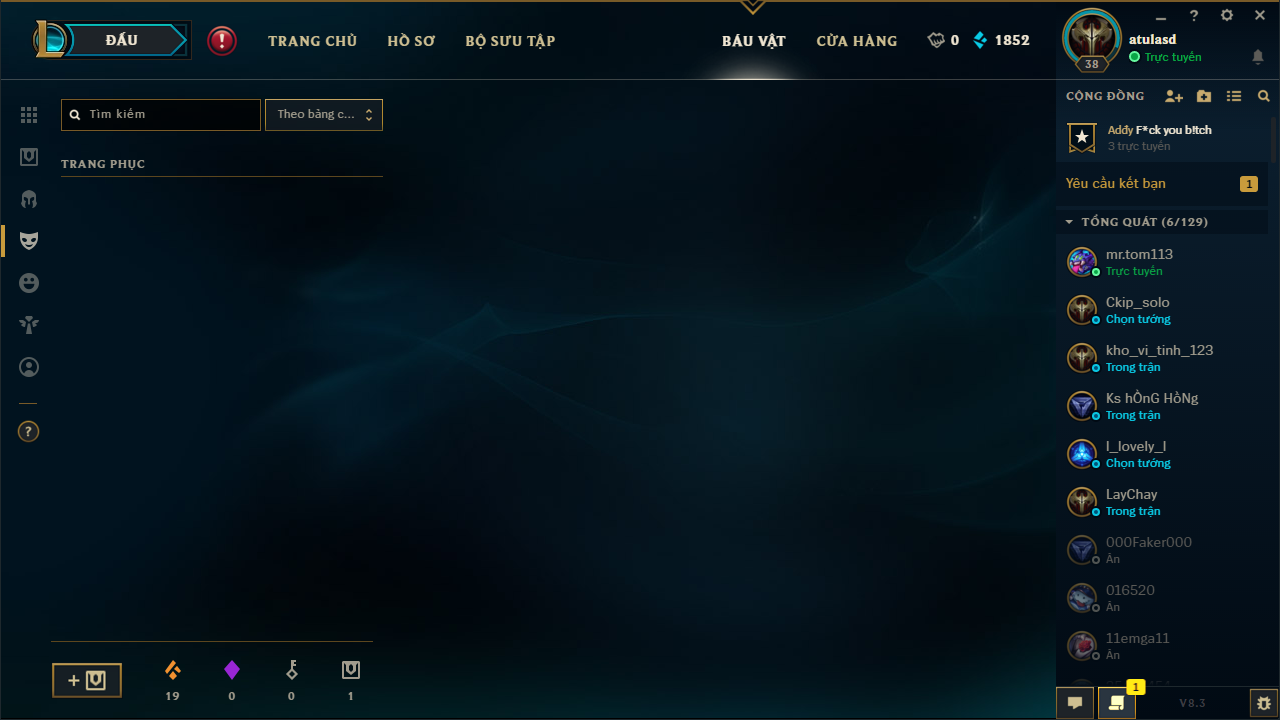 ĐẤU
TRANG CHỦ
HỒ SƠ
BỘ SƯU TẬP
BÁU VẬT
CỬA HÀNG
0
1852
?
38
atulasd
Trực tuyến
CỘNG ĐỒNG
Tìm kiếm
Theo bảng c...
TRANG PHỤC
?
19
0
0
1
Addy F*ck you b!tch
3 trực tuyến
Yêu cầu kết bạn
1
TỔNG QUÁT (6/129)
mr.tom113
Trực tuyến
Ckip_solo
Chọn tướng
kho_vi_tinh_123
Trong trận
Ks hỒnG HồNg
Trong trận
I_lovely_I
Chọn tướng
LayChay
Trong trận
000Faker000
Ẩn
016520
Ẩn
11emga11
Ẩn
1
V8.3